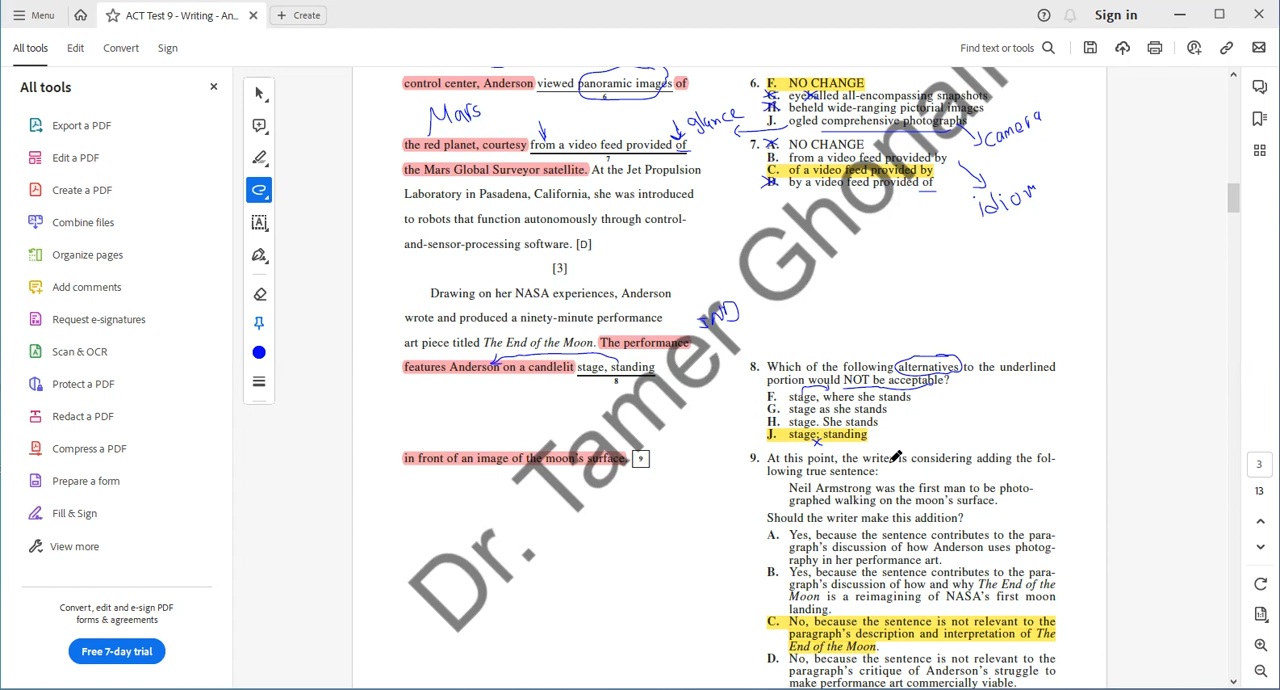 Menu
ACT Test 9 - Writing - An...
Create
Sign in
All tools
Edit
Convert
Sign
Find text or tools
All tools
Export a PDF
Edit a PDF
Create a PDF
Combine files
Organize pages
Add comments
Request e-signatures
Scan & OCR
Protect a PDF
Redact a PDF
Compress a PDF
Prepare a form
Fill & Sign
View more
Convert, edit and e-sign PDF
forms & agreements
Free 7-day trial
control center, Anderson viewed panoramic images of
6
Mars
the red planet, courtesy from a video feed provided of
7
the Mars Global Surveyor satellite. At the Jet Propulsion
Laboratory in Pasadena, California, she was introduced
to robots that function autonomously through control-
and-sensor-processing software. [D]
[3]
Drawing on her NASA experiences, Anderson
wrote and produced a ninety-minute performance
art piece titled The End of the Moon. The performance
features Anderson on a candlelit stage, standing
8
in front of an image of the moon's surface. 9
glance
6. F. NO CHANGE
G. eyeballed all-encompassing snapshots
H. beheld wide-ranging pictorial images
J. ogled comprehensive photographs
camera
7. A. NO CHANGE
B. from a video feed provided by
C. of a video feed provided by
D. by a video feed provided of
idiom
8. Which of the following alternatives to the underlined
portion would NOT be acceptable?
F. stage, where she stands
G. stage as she stands
H. stage. She stands
J. stage; standing
9. At this point, the writer is considering adding the fol-
lowing true sentence:
Neil Armstrong was the first man to be photo-
graphed walking on the moon's surface.
Should the writer make this addition?
A. Yes, because the sentence contributes to the para-
graph's discussion of how Anderson uses photog-
raphy in her performance art.
B. Yes, because the sentence contributes to the para-
graph's discussion of how and why The End of the
Moon is a reimagining of NASA's first moon
landing.
C. No, because the sentence is not relevant to the
paragraph's description and interpretation of The
End of the Moon.
D. No, because the sentence is not relevant to the
paragraph's critique of Anderson's struggle to
make performance art commercially viable.
Dr. Tamer
3
13